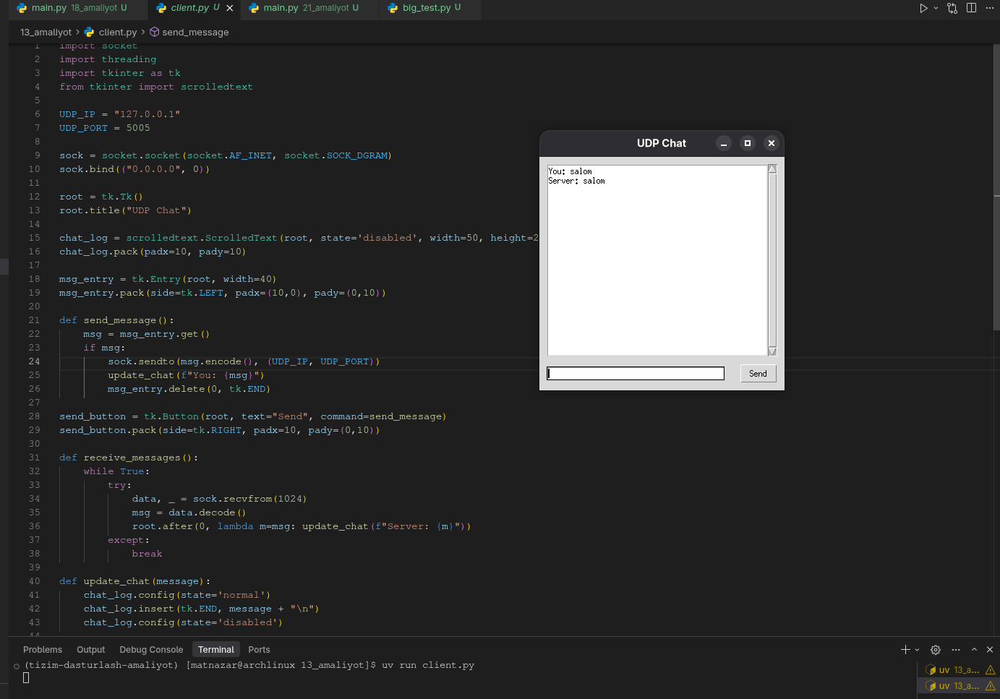 main.py 18_amaliyot U client.py U main.py 21_amaliyot U big_test.py U
13_amaliyot > client.py > send_message
1 import socket
2 import threading
3 import tkinter as tk
4 from tkinter import scrolledtext
5
6 UDP_IP = "127.0.0.1"
7 UDP_PORT = 5005
8
9 sock = socket.socket(socket.AF_INET, socket.SOCK_DGRAM)
10 sock.bind(("0.0.0.0", 0))
11
12 root = tk.Tk()
13 root.title("UDP Chat")
14
15 chat_log = scrolledtext.ScrolledText(root, state='disabled', width=50, height=2
16 chat_log.pack(padx=10, pady=10)
17
18 msg_entry = tk.Entry(root, width=40)
19 msg_entry.pack(side=tk.LEFT, padx=(10,0), pady=(0,10))
20
21 def send_message():
22 msg = msg_entry.get()
23 if msg:
24 sock.sendto(msg.encode(), (UDP_IP, UDP_PORT))
25 update_chat(f"You: {msg}")
26 msg_entry.delete(0, tk.END)
27
28 send_button = tk.Button(root, text="Send", command=send_message)
29 send_button.pack(side=tk.RIGHT, padx=10, pady=(0,10))
30
31 def receive_messages():
32 while True:
33 try:
34 data, _ = sock.recvfrom(1024)
35 msg = data.decode()
36 root.after(0, lambda m=msg: update_chat(f"Server: {m}"))
37 except:
38 break
39
40 def update_chat(message):
41 chat_log.config(state='normal')
42 chat_log.insert(tk.END, message + "\n")
43 chat_log.config(state='disabled')
44
UDP Chat
You: salom
Server: salom
Send
Problems Output Debug Console Terminal Ports
(tizim-dasturlash-amaliyot) [matnazar@archlinux 13_amaliyot]$ uv run client.py
uv 13_a...
uv 13_a...